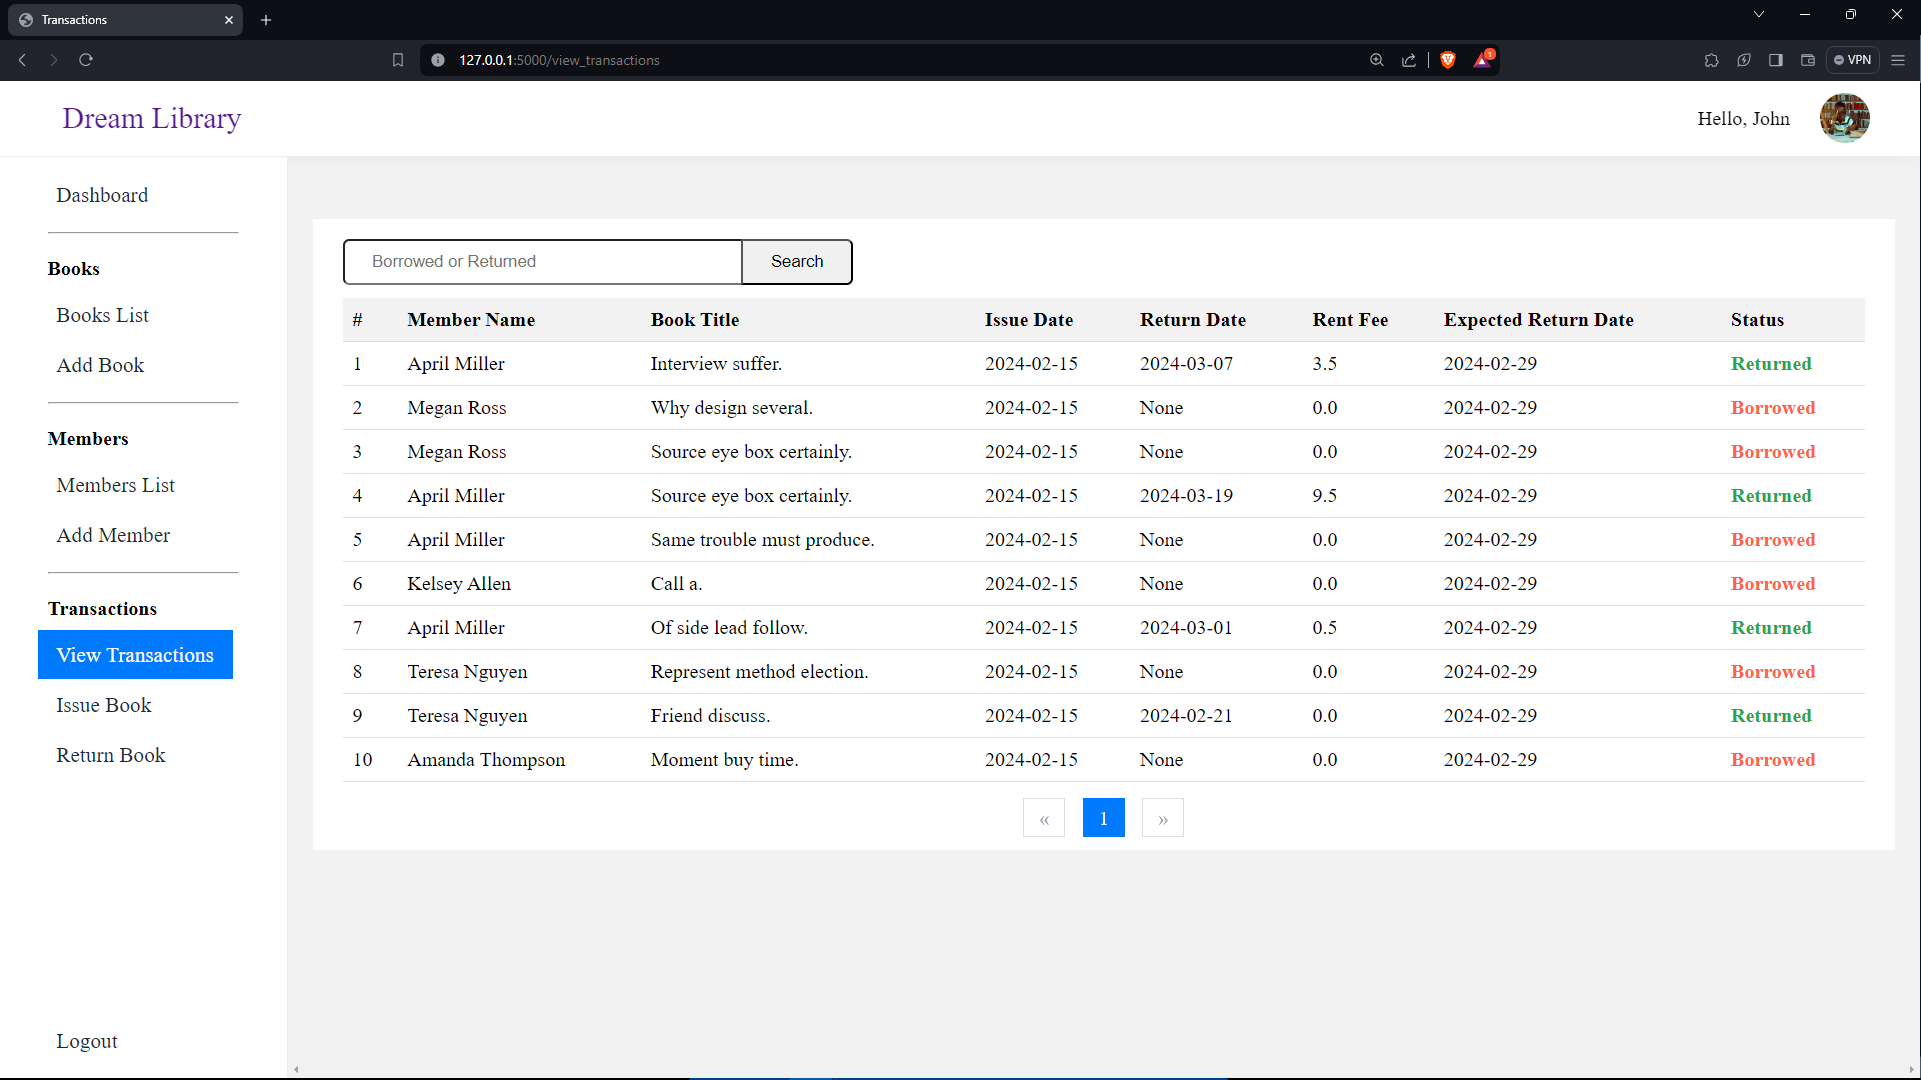 Transactions
127.0.0.1:5000/view_transactions
1
VPN
Dream Library
Hello, John
Dashboard
Books
Books List
Add Book
Members
Members List
Add Member
Transactions
View Transactions
Issue Book
Return Book
Logout
Borrowed or Returned Search
# Member Name Book Title Issue Date Return Date Rent Fee Expected Return Date Status
1 April Miller Interview suffer. 2024-02-15 2024-03-07 3.5 2024-02-29 Returned
2 Megan Ross Why design several. 2024-02-15 None 0.0 2024-02-29 Borrowed
3 Megan Ross Source eye box certainly. 2024-02-15 None 0.0 2024-02-29 Borrowed
4 April Miller Source eye box certainly. 2024-02-15 2024-03-19 9.5 2024-02-29 Returned
5 April Miller Same trouble must produce. 2024-02-15 None 0.0 2024-02-29 Borrowed
6 Kelsey Allen Call a. 2024-02-15 None 0.0 2024-02-29 Borrowed
7 April Miller Of side lead follow. 2024-02-15 2024-03-01 0.5 2024-02-29 Returned
8 Teresa Nguyen Represent method election. 2024-02-15 None 0.0 2024-02-29 Borrowed
9 Teresa Nguyen Friend discuss. 2024-02-15 2024-02-21 0.0 2024-02-29 Returned
10 Amanda Thompson Moment buy time. 2024-02-15 None 0.0 2024-02-29 Borrowed
« 1 »